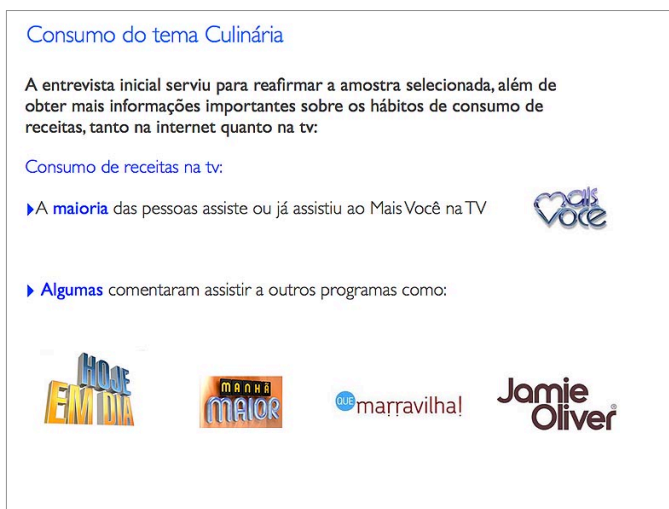 Consumo do tema Culinária
A entrevista inicial serviu para reafirmar a amostra selecionada, além de
obter mais informações importantes sobre os hábitos de consumo de
receitas, tanto na internet quanto na tv:
Consumo de receitas na tv:
A maioria das pessoas assiste ou já assistiu ao Mais Você na TV
mais
Você
Algumas comentaram assistir a outros programas como:
HOJE
EM DIA
MANHÃ
MAIOR
QUE marravilha!
Jamie
Oliver®